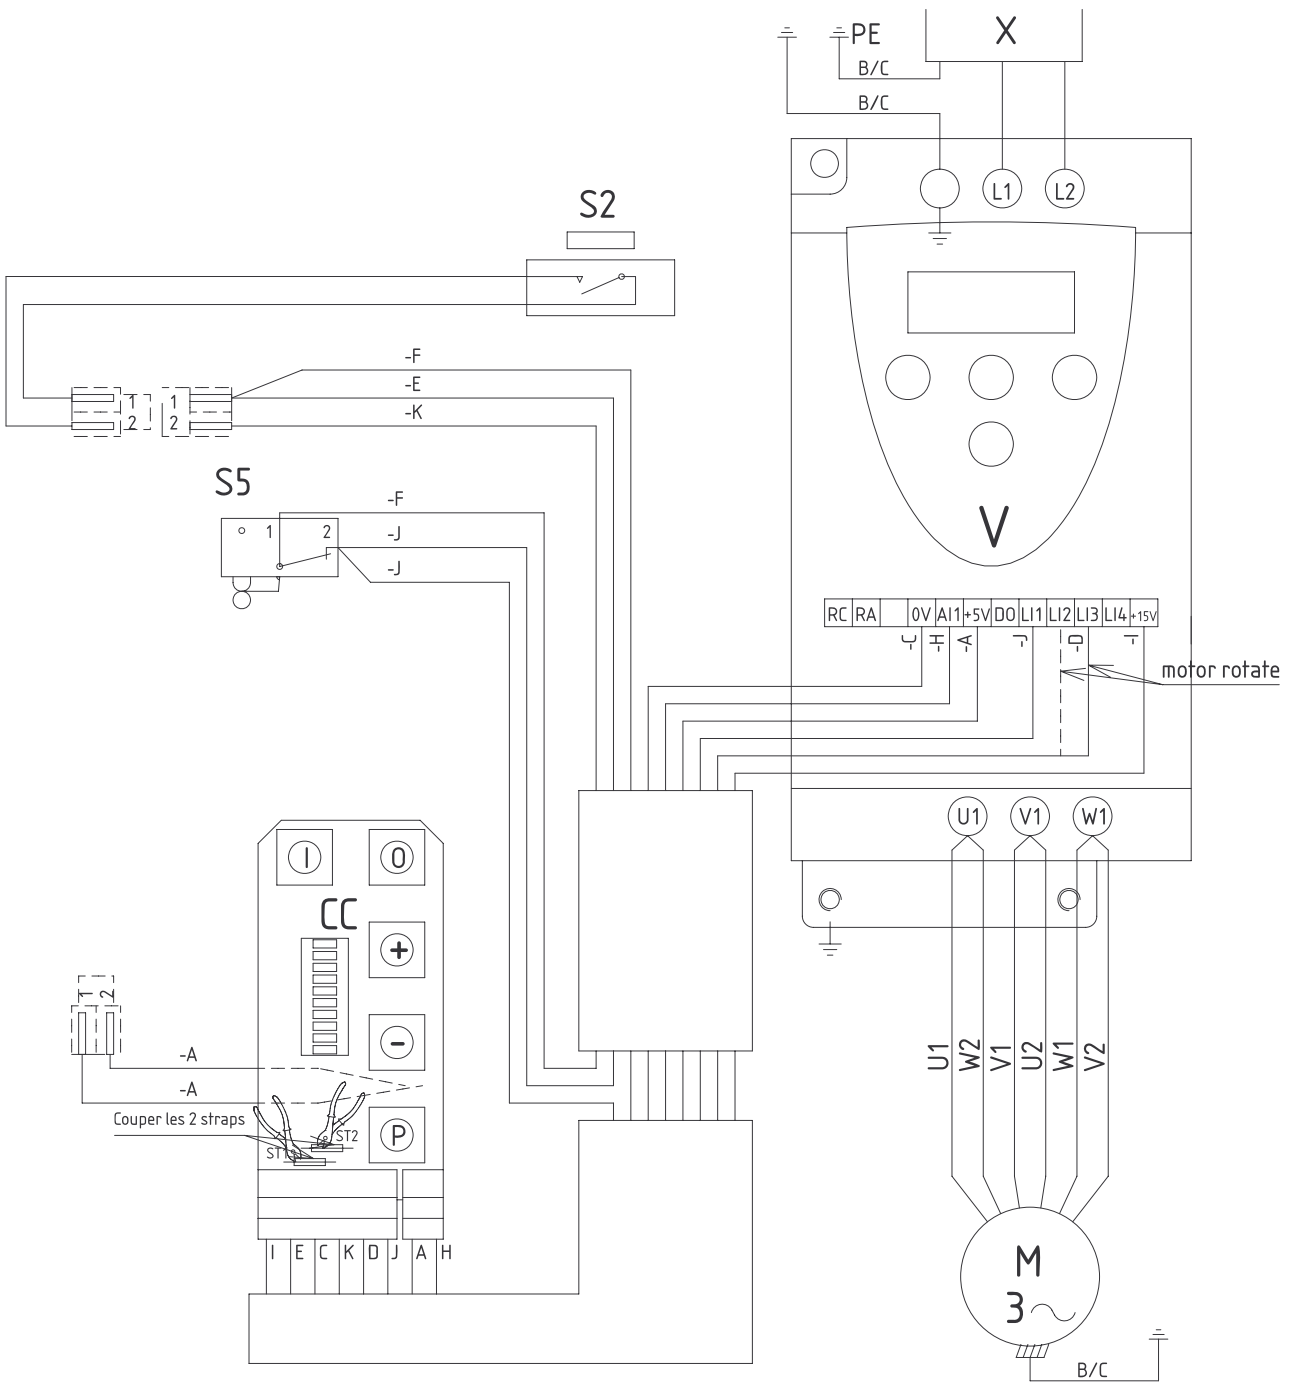 X
PE
B/C
B/C
L1 L2
S2
-F
-E
-K
1 1
2 2
S5
-F
1 2
-J
-J
V
RC RA 0V AI1 +5V DO LI1 LI2 LI3 LI4 +15V
-C -H -A -J -D -I
motor rotate
U1 V1 W1
I O
CC
+
-
P
1 2
-A
-A
Couper les 2 straps
ST2
ST1
U1 W2 V1 U2 W1 V2
I E C K D J A H
M
3
B/C